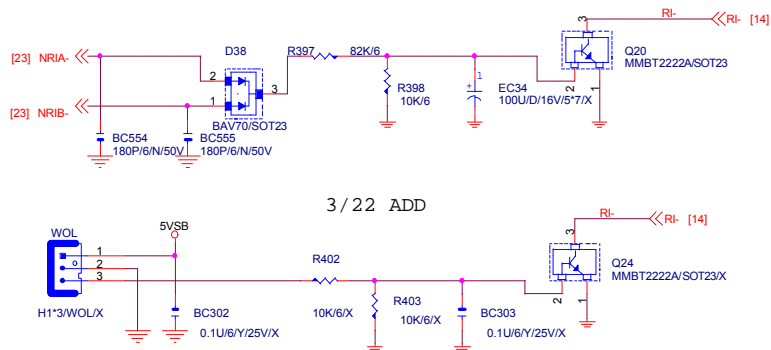 RI-
3
RI- [14]
D38
R397
82K/6
Q20
MMBT2222A/SOT23
[23] NRIA-
2
3
1
[23] NRIB-
R398
10K/6
1
+
EC34
100U/D/16V/5*7/X
2
1
BAV70/SOT23
BC554
180P/6/N/50V
BC555
180P/6/N/50V
3/22 ADD
RI-
3
RI- [14]
WOL
5VSB
1
2
3
R402
10K/6/X
Q24
MMBT2222A/SOT23/X
2
1
H1*3/WOL/X
BC302
0.1U/6/Y/25V/X
R403
10K/6/X
BC303
0.1U/6/Y/25V/X